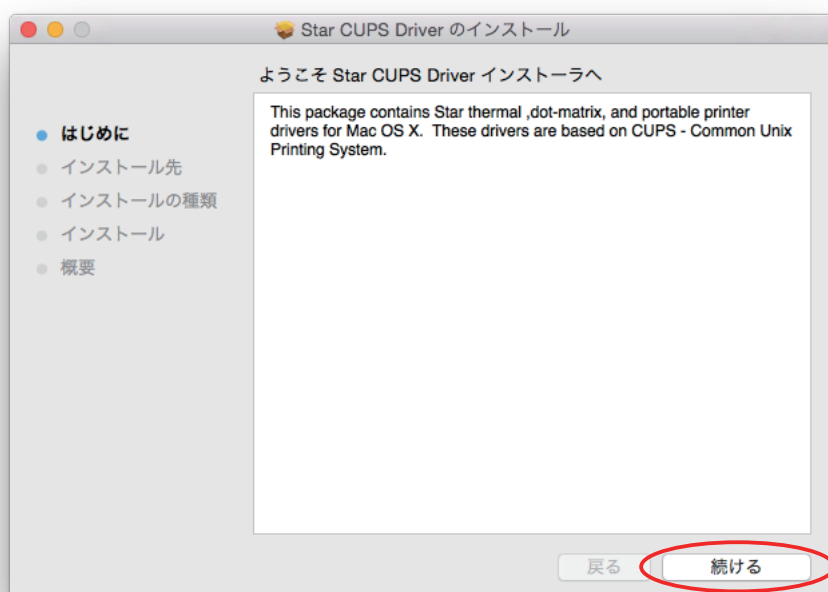 Star CUPS Driver のインストール
ようこそ Star CUPS Driver インストーラへ
はじめに
インストール先
インストールの種類
インストール
概要
This package contains Star thermal ,dot-matrix, and portable printer
drivers for Mac OS X.  These drivers are based on CUPS - Common Unix
Printing System.
戻る
続ける